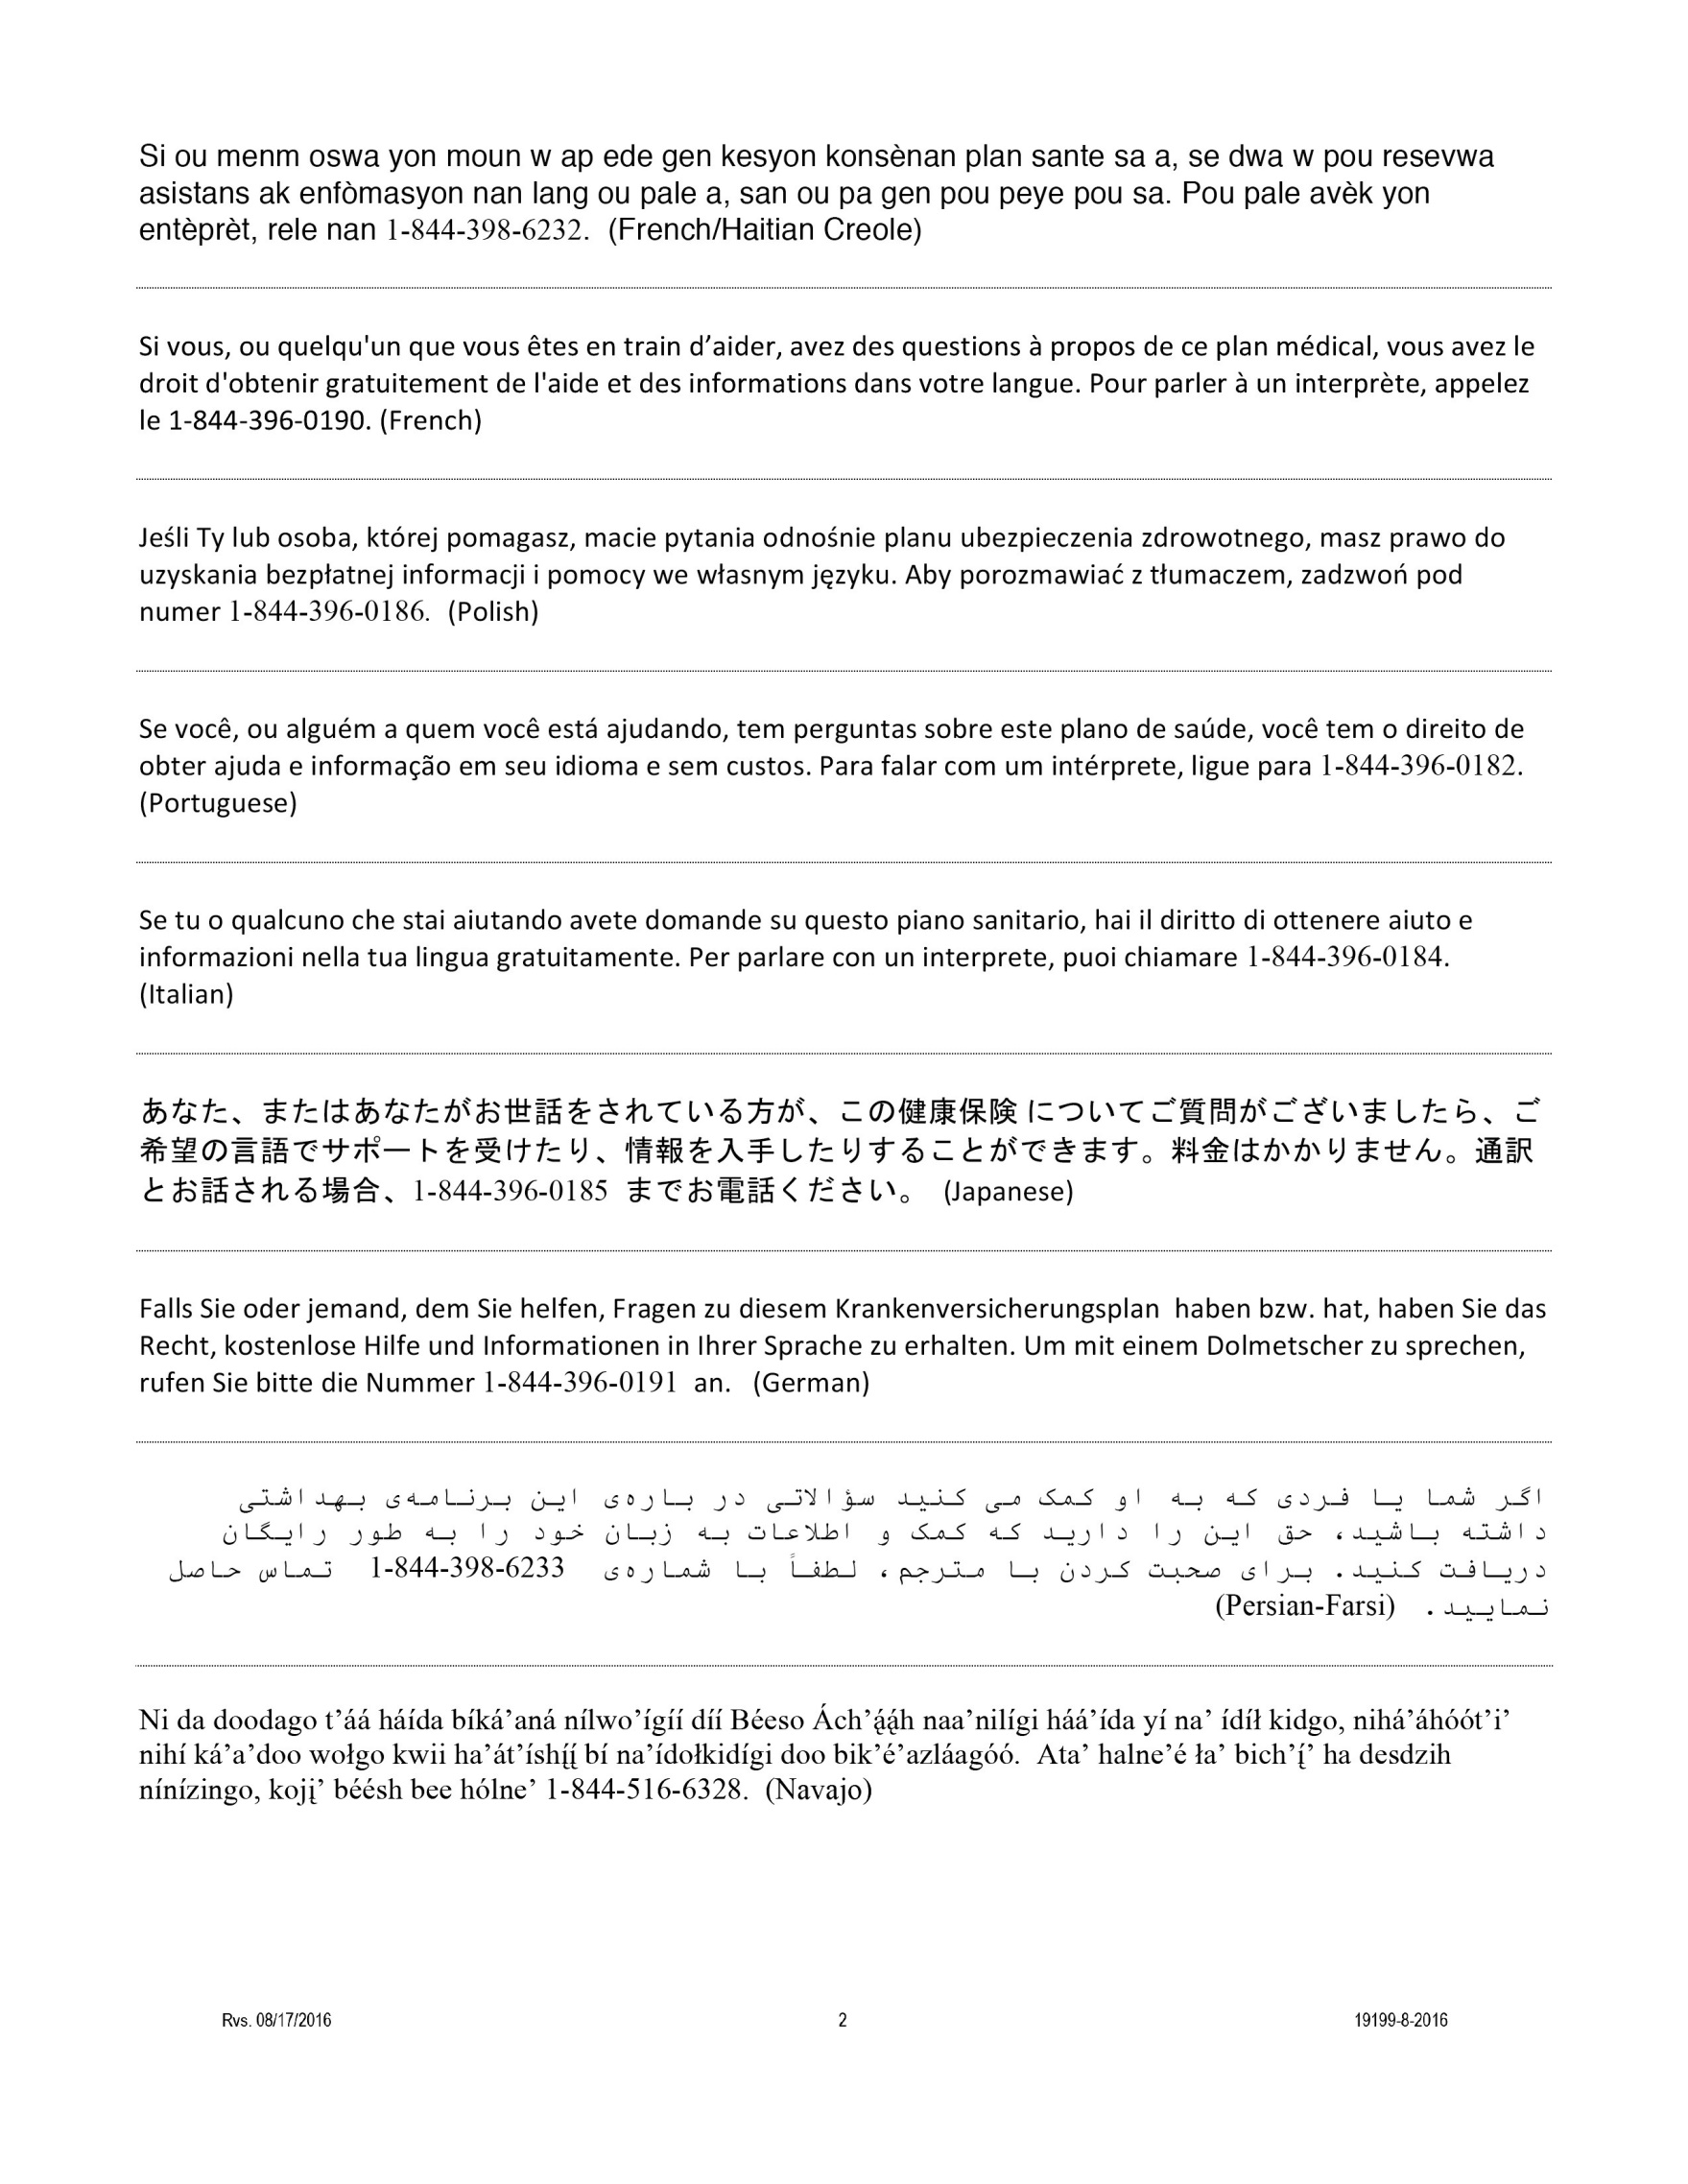 Si ou menm oswa yon moun w ap ede gen kesyon konsènan plan sante sa a, se dwa w pou resevwa
asistans ak enfòmasyon nan lang ou pale a, san ou pa gen pou peye pou sa. Pou pale avèk yon
entèprèt, rele nan 1-844-398-6232. (French/Haitian Creole)
Si vous, ou quelqu'un que vous êtes en train d’aider, avez des questions à propos de ce plan médical, vous avez le
droit d'obtenir gratuitement de l'aide et des informations dans votre langue. Pour parler à un interprète, appelez
le 1-844-396-0190. (French)
Jeśli Ty lub osoba, której pomagasz, macie pytania odnośnie planu ubezpieczenia zdrowotnego, masz prawo do
uzyskania bezpłatnej informacji i pomocy we własnym języku. Aby porozmawiać z tłumaczem, zadzwoń pod
numer 1-844-396-0186. (Polish)
Se você, ou alguém a quem você está ajudando, tem perguntas sobre este plano de saúde, você tem o direito de
obter ajuda e informação em seu idioma e sem custos. Para falar com um intérprete, ligue para 1-844-396-0182.
(Portuguese)
Se tu o qualcuno che stai aiutando avete domande su questo piano sanitario, hai il diritto di ottenere aiuto e
informazioni nella tua lingua gratuitamente. Per parlare con un interprete, puoi chiamare 1-844-396-0184.
(Italian)
あなた、またはあなたがお世話をされている方が、この健康保険 についてご質問がございましたら、ご
希望の言語でサポートを受けたり、情報を入手したりすることができます。料金はかかりません。通訳
とお話される場合、1-844-396-0185 までお電話ください。 (Japanese)
Falls Sie oder jemand, dem Sie helfen, Fragen zu diesem Krankenversicherungsplan haben bzw. hat, haben Sie das
Recht, kostenlose Hilfe und Informationen in Ihrer Sprache zu erhalten. Um mit einem Dolmetscher zu sprechen,
rufen Sie bitte die Nummer 1-844-396-0191 an. (German)
اگر شما یا فردی که به او کمک می کنید سؤالاتی در باره‌ی این برنامه‌ی بهداشتی
داشته باشید، حق این را دارید که کمک و اطلاعات به زبان خود را به طور رایگان
دریافت کنید. برای صحبت کردن با مترجم، لطفاً با شماره‌ی 1-844-398-6233 تماس حاصل
نمایید. (Persian-Farsi)
Ni da doodago t’áá háída bíká’aná nílwo’ígíí díí Béeso Ách’ą́ą́h naa’nilígi háá’ída yí na’ ídíł kidgo, nihá’áhóót’i’
nihí ká’a’doo wołgo kwii ha’át’íshį́į́ bí na’ídołkidígi doo bik’é’azláagóó. Ata’ halne’é ła’ bich’į́’ ha desdzih
nínízingo, kojį’ béésh bee hólne’ 1-844-516-6328. (Navajo)
Rvs. 08/17/2016 2 19199-8-2016